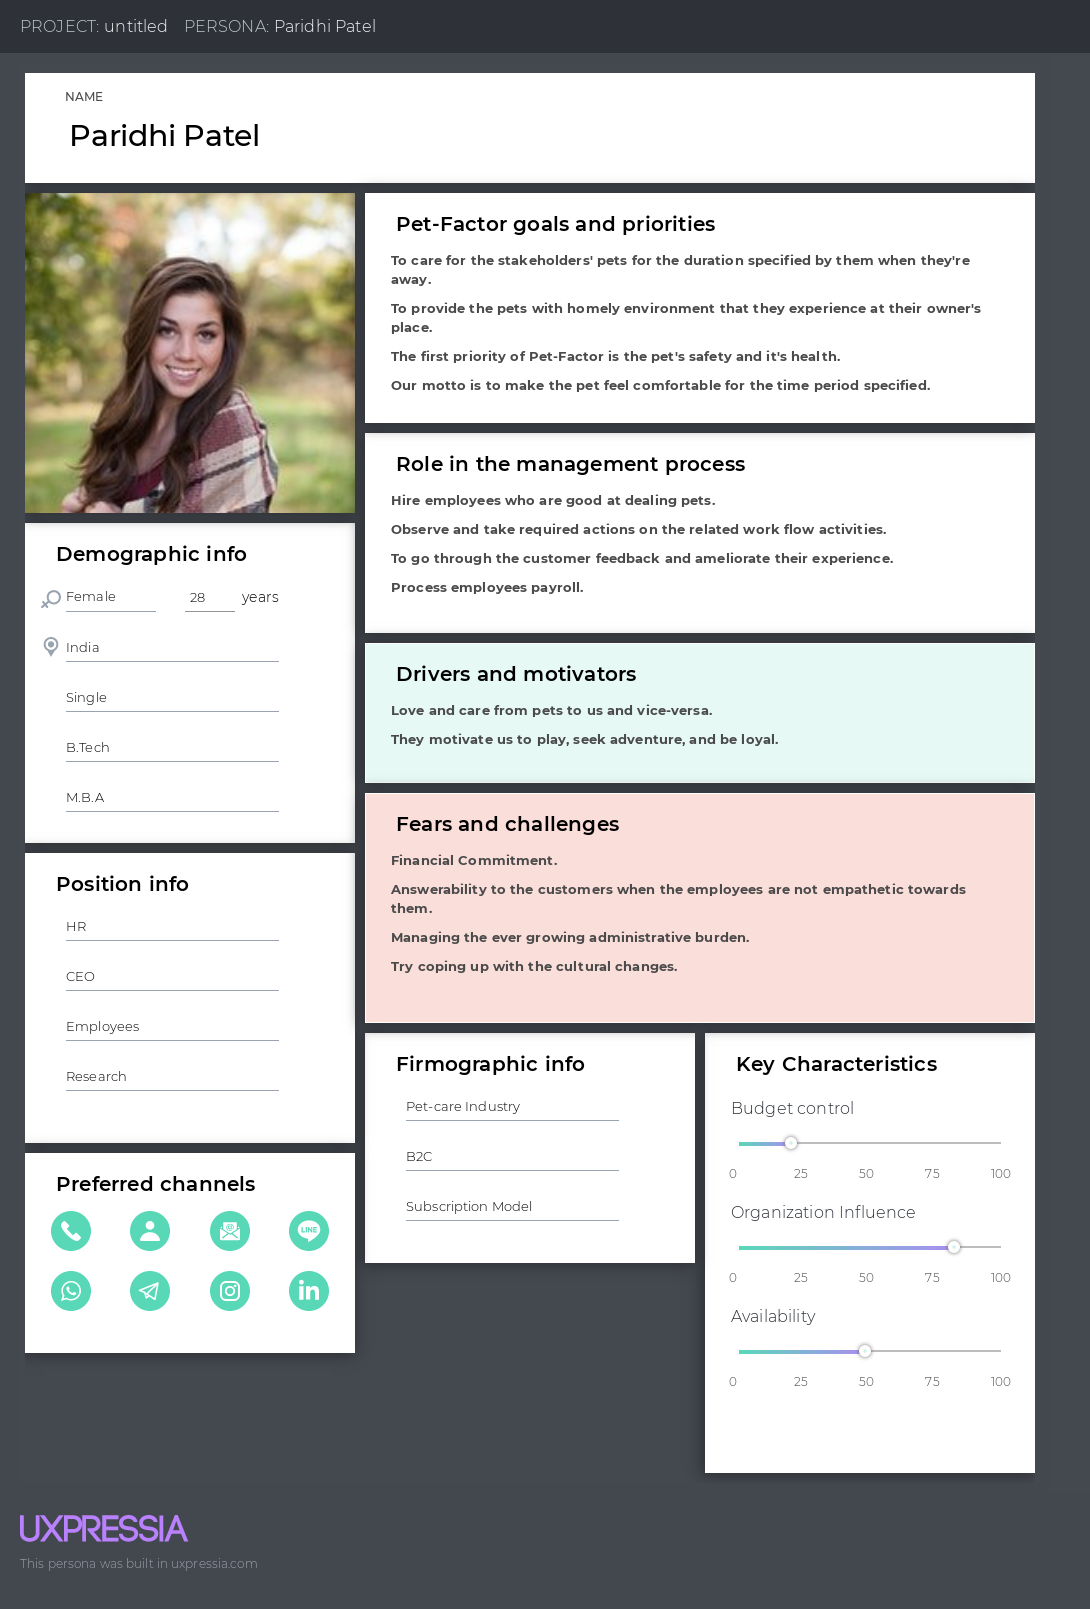 PROJECT: untitled PERSONA: Paridhi Patel
NAME
Paridhi Patel
Pet-Factor goals and priorities
To care for the stakeholders' pets for the duration specified by them when they're
away.
To provide the pets with homely environment that they experience at their owner's
place.
The first priority of Pet-Factor is the pet's safety and it's health.
Our motto is to make the pet feel comfortable for the time period specified.
Role in the management process
Hire employees who are good at dealing pets.
Observe and take required actions on the related work flow activities.
To go through the customer feedback and ameliorate their experience.
Process employees payroll.
Demographic info
Female 28 years
India
Single
B.Tech
M.B.A
Drivers and motivators
Love and care from pets to us and vice-versa.
They motivate us to play, seek adventure, and be loyal.
Fears and challenges
Financial Commitment.
Answerability to the customers when the employees are not empathetic towards
them.
Managing the ever growing administrative burden.
Try coping up with the cultural changes.
Position info
HR
CEO
Employees
Research
Firmographic info
Pet-care Industry
B2C
Subscription Model
Key Characteristics
Budget control
0 25 50 75 100
Organization Influence
0 25 50 75 100
Availability
0 25 50 75 100
Preferred channels
@
LINE
in
UXPRESSIA
This persona was built in uxpressia.com